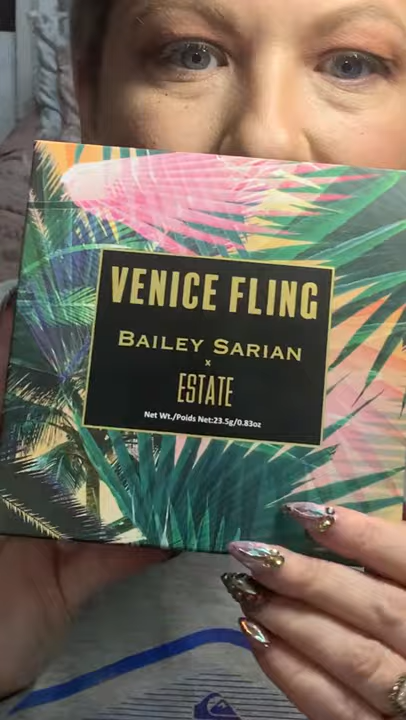 VENICE FLING
BAILEY SARIAN
x
ESTATE
Net Wt./Poids Net:23.5g/0.83oz